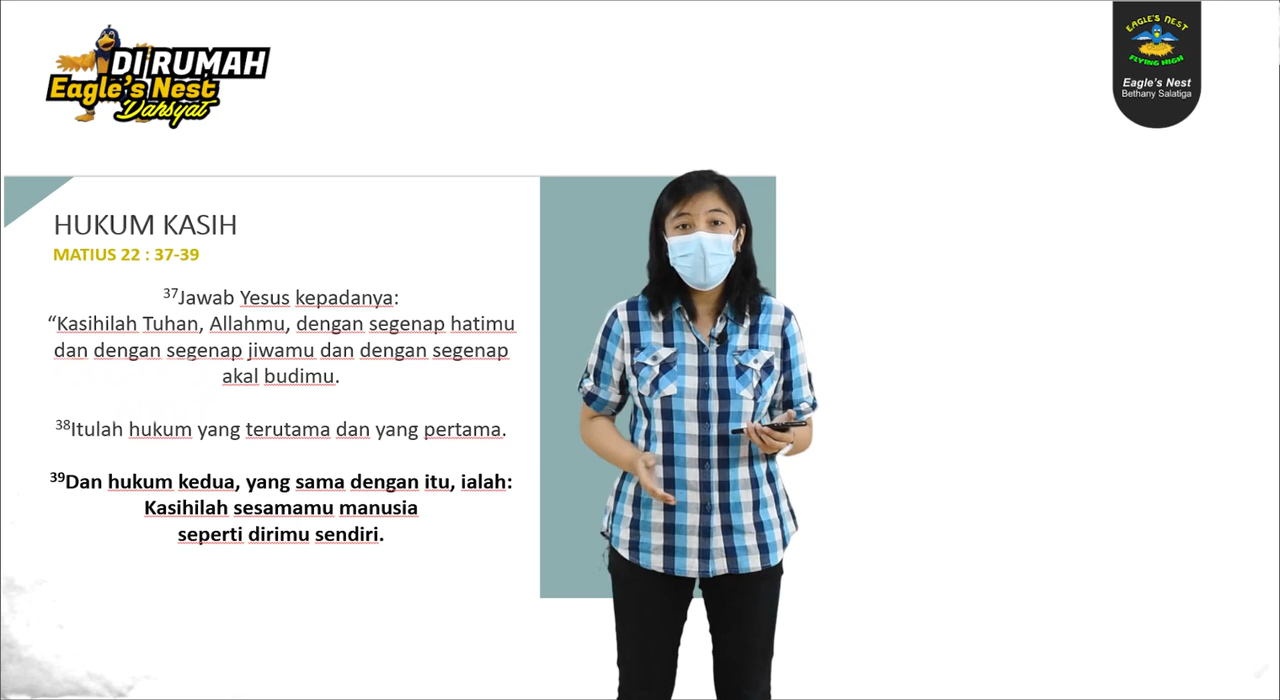 DI RUMAH
Eagle's Nest
Dahsyat
EAGLE'S NEST
FLYING HIGH
Eagle's Nest
Bethany Salatiga
HUKUM KASIH
MATIUS 22 : 37-39
37Jawab Yesus kepadanya:
“Kasihilah Tuhan, Allahmu, dengan segenap hatimu
dan dengan segenap jiwamu dan dengan segenap
akal budimu.
38Itulah hukum yang terutama dan yang pertama.
39Dan hukum kedua, yang sama dengan itu, ialah:
Kasihilah sesamamu manusia
seperti dirimu sendiri.